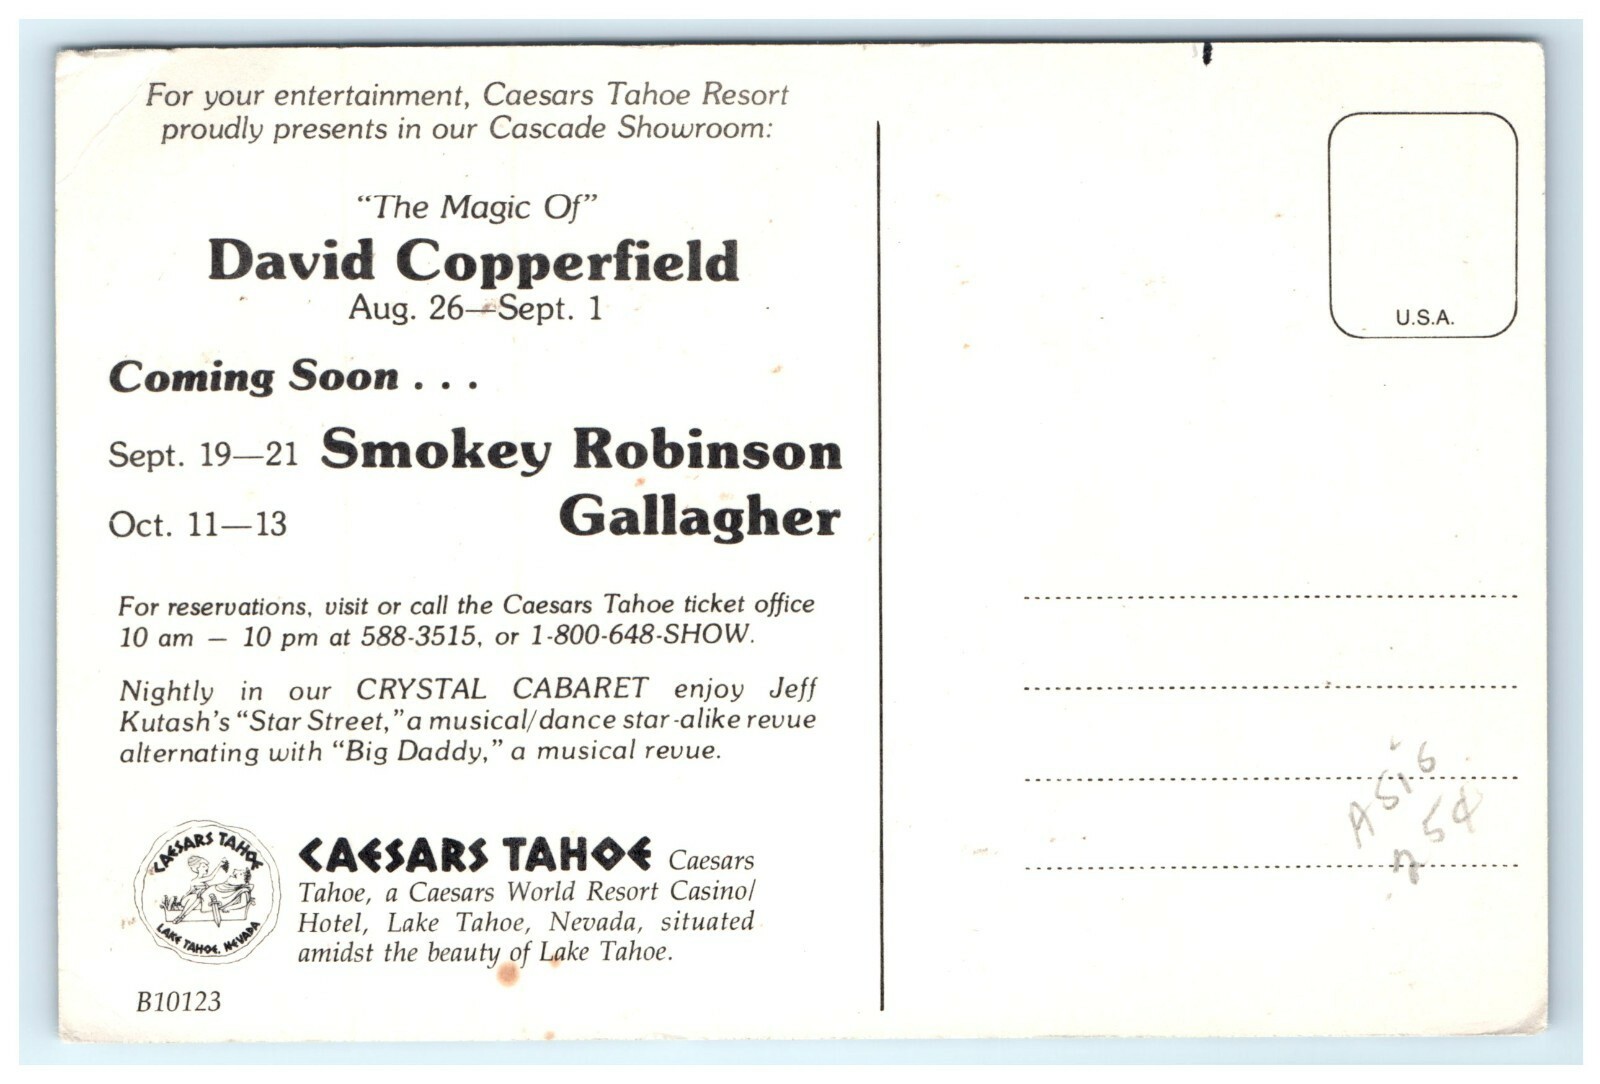 For your entertainment, Caesars Tahoe Resort
proudly presents in our Cascade Showroom:
"The Magic Of"
David Copperfield
Aug. 26—Sept. 1
Coming Soon . . .
Sept. 19—21 Smokey Robinson
Oct. 11—13 Gallagher
For reservations, visit or call the Caesars Tahoe ticket office
10 am — 10 pm at 588-3515, or 1-800-648-SHOW.
Nightly in our CRYSTAL CABARET enjoy Jeff
Kutash's "Star Street," a musical/dance star-alike revue
alternating with "Big Daddy," a musical revue.
CAESARS TAHOE
LAKE TAHOE, NEVADA
CAESARS TAHOE Caesars
Tahoe, a Caesars World Resort Casino/
Hotel, Lake Tahoe, Nevada, situated
amidst the beauty of Lake Tahoe.
B10123
U.S.A.